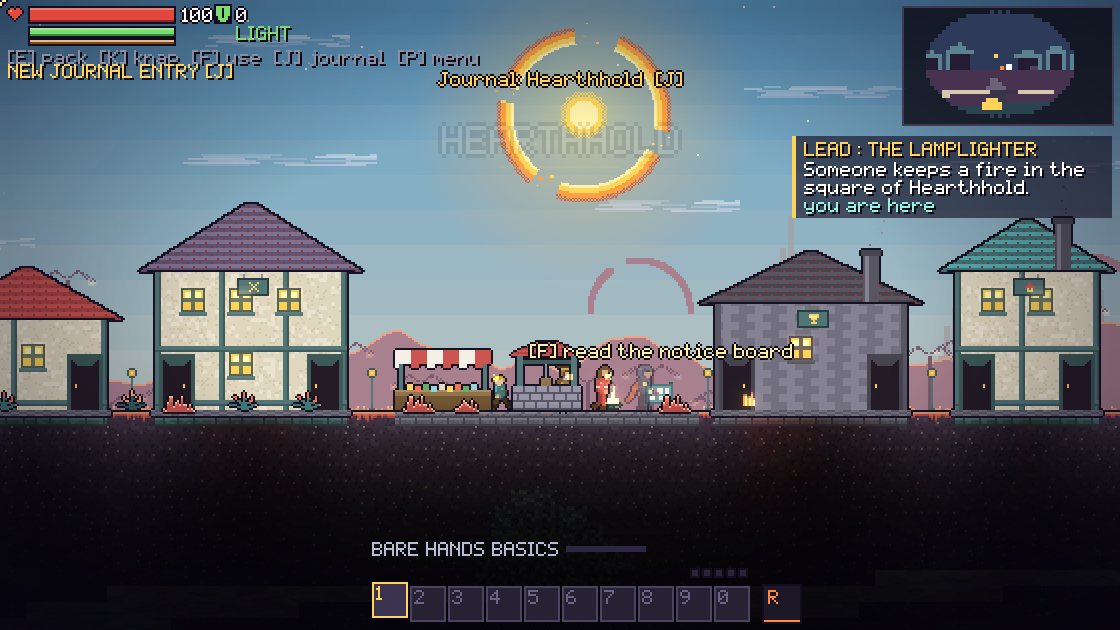 100 0
LIGHT
[E] pack [K] knap [F] use [J] journal [P] menu
NEW JOURNAL ENTRY [J]
Journal: Hearthhold [J]
HEARTHHOLD
LEAD : THE LAMPLIGHTER
Someone keeps a fire in the
square of Hearthhold.
you are here
[F] read the notice board
BARE HANDS BASICS
1 2 3 4 5 6 7 8 9 0 R